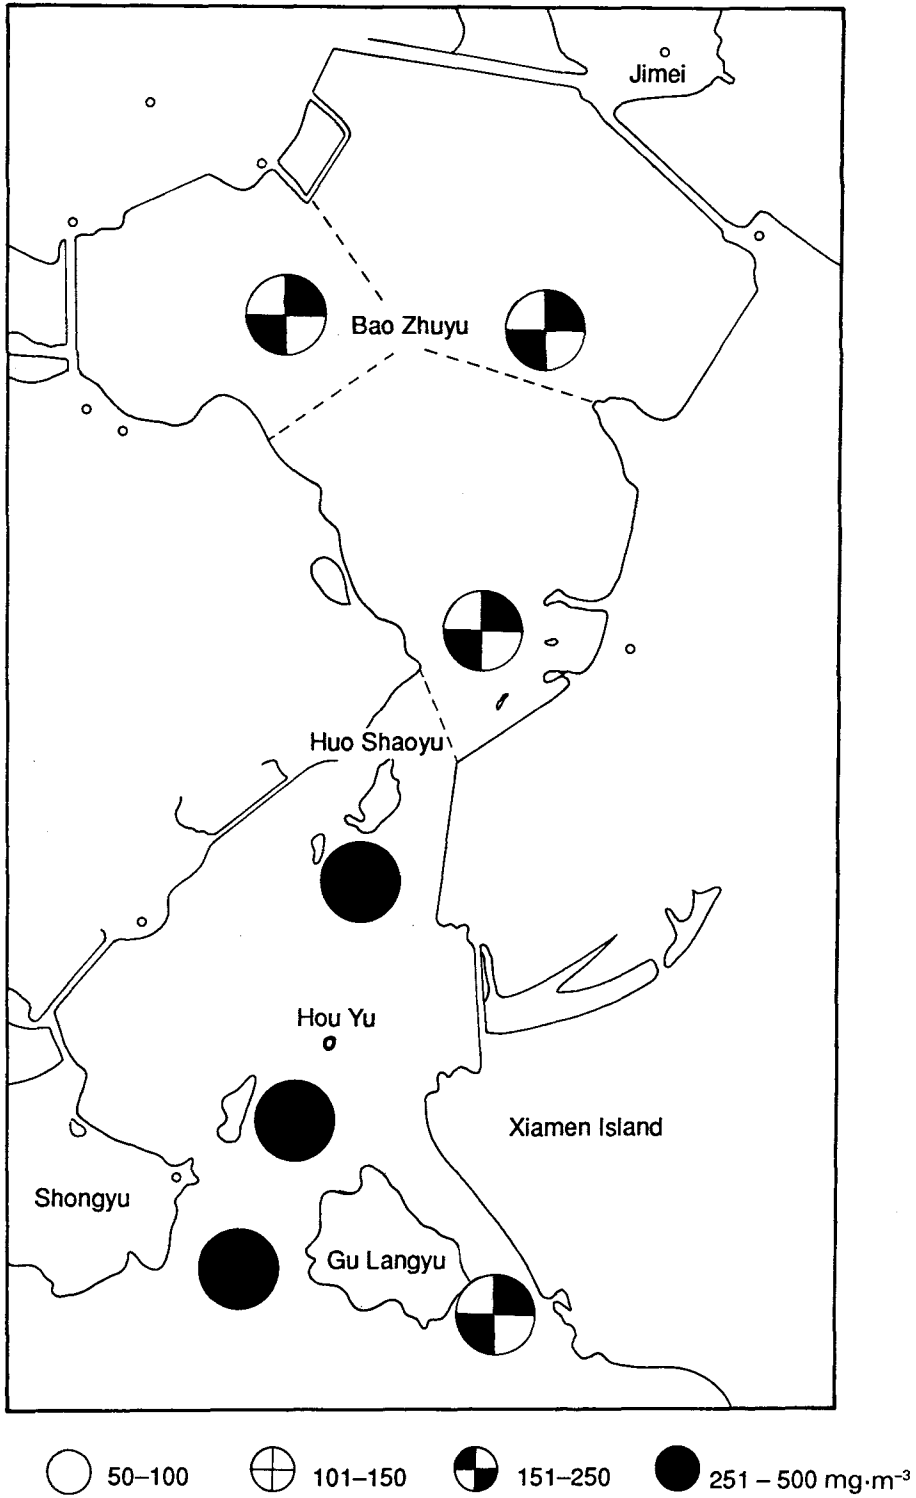 Jimei
Bao Zhuyu
Huo Shaoyu
Hou Yu
Xiamen Island
Shongyu
Gu Langyu
50–100 101–150 151–250 251 – 500 mg·m⁻³